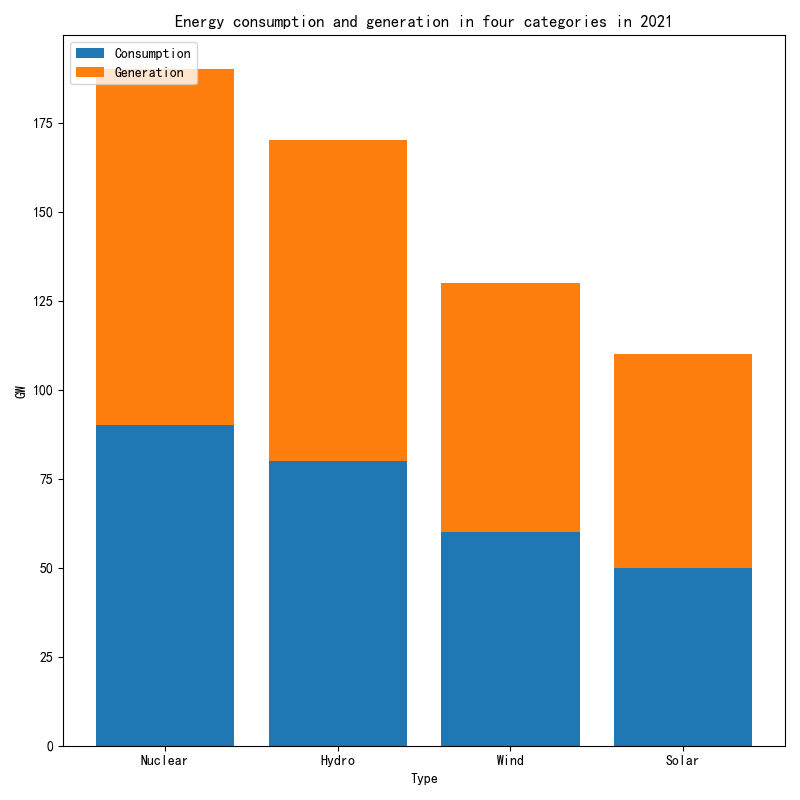 Energy consumption and generation in four categories in 2021
Consumption
Generation
175
150
125
100
75
50
25
0
GW
Nuclear Hydro Wind Solar
Type